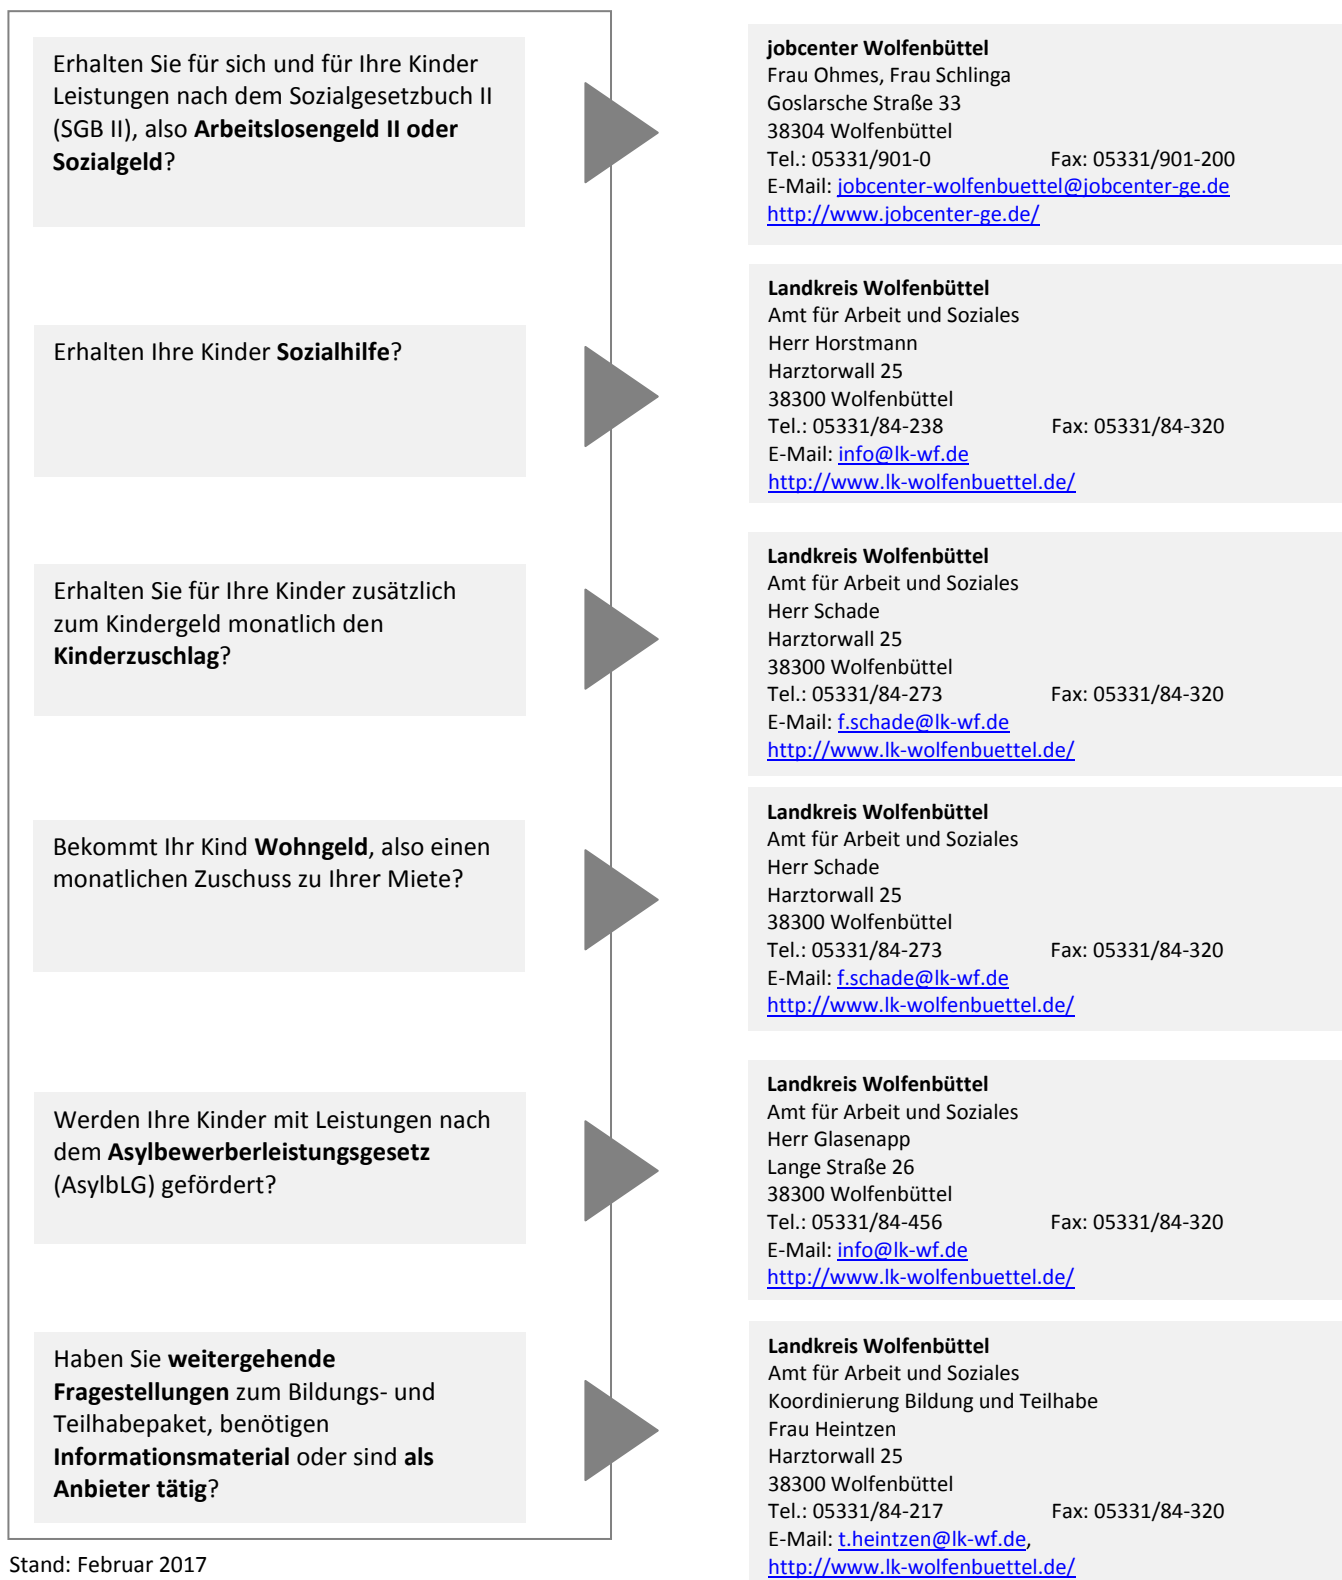 Erhalten Sie für sich und für Ihre Kinder
Leistungen nach dem Sozialgesetzbuch II
(SGB II), also Arbeitslosengeld II oder
Sozialgeld?
jobcenter Wolfenbüttel
Frau Ohmes, Frau Schlinga
Goslarsche Straße 33
38304 Wolfenbüttel
Tel.: 05331/901-0 Fax: 05331/901-200
E-Mail: jobcenter-wolfenbuettel@jobcenter-ge.de
http://www.jobcenter-ge.de/
Erhalten Ihre Kinder Sozialhilfe?
Landkreis Wolfenbüttel
Amt für Arbeit und Soziales
Herr Horstmann
Harztorwall 25
38300 Wolfenbüttel
Tel.: 05331/84-238 Fax: 05331/84-320
E-Mail: info@lk-wf.de
http://www.lk-wolfenbuettel.de/
Erhalten Sie für Ihre Kinder zusätzlich
zum Kindergeld monatlich den
Kinderzuschlag?
Landkreis Wolfenbüttel
Amt für Arbeit und Soziales
Herr Schade
Harztorwall 25
38300 Wolfenbüttel
Tel.: 05331/84-273 Fax: 05331/84-320
E-Mail: f.schade@lk-wf.de
http://www.lk-wolfenbuettel.de/
Bekommt Ihr Kind Wohngeld, also einen
monatlichen Zuschuss zu Ihrer Miete?
Landkreis Wolfenbüttel
Amt für Arbeit und Soziales
Herr Schade
Harztorwall 25
38300 Wolfenbüttel
Tel.: 05331/84-273 Fax: 05331/84-320
E-Mail: f.schade@lk-wf.de
http://www.lk-wolfenbuettel.de/
Werden Ihre Kinder mit Leistungen nach
dem Asylbewerberleistungsgesetz
(AsylbLG) gefördert?
Landkreis Wolfenbüttel
Amt für Arbeit und Soziales
Herr Glasenapp
Lange Straße 26
38300 Wolfenbüttel
Tel.: 05331/84-456 Fax: 05331/84-320
E-Mail: info@lk-wf.de
http://www.lk-wolfenbuettel.de/
Haben Sie weitergehende
Fragestellungen zum Bildungs- und
Teilhabepaket, benötigen
Informationsmaterial oder sind als
Anbieter tätig?
Landkreis Wolfenbüttel
Amt für Arbeit und Soziales
Koordinierung Bildung und Teilhabe
Frau Heintzen
Harztorwall 25
38300 Wolfenbüttel
Tel.: 05331/84-217 Fax: 05331/84-320
E-Mail: t.heintzen@lk-wf.de,
http://www.lk-wolfenbuettel.de/
Stand: Februar 2017